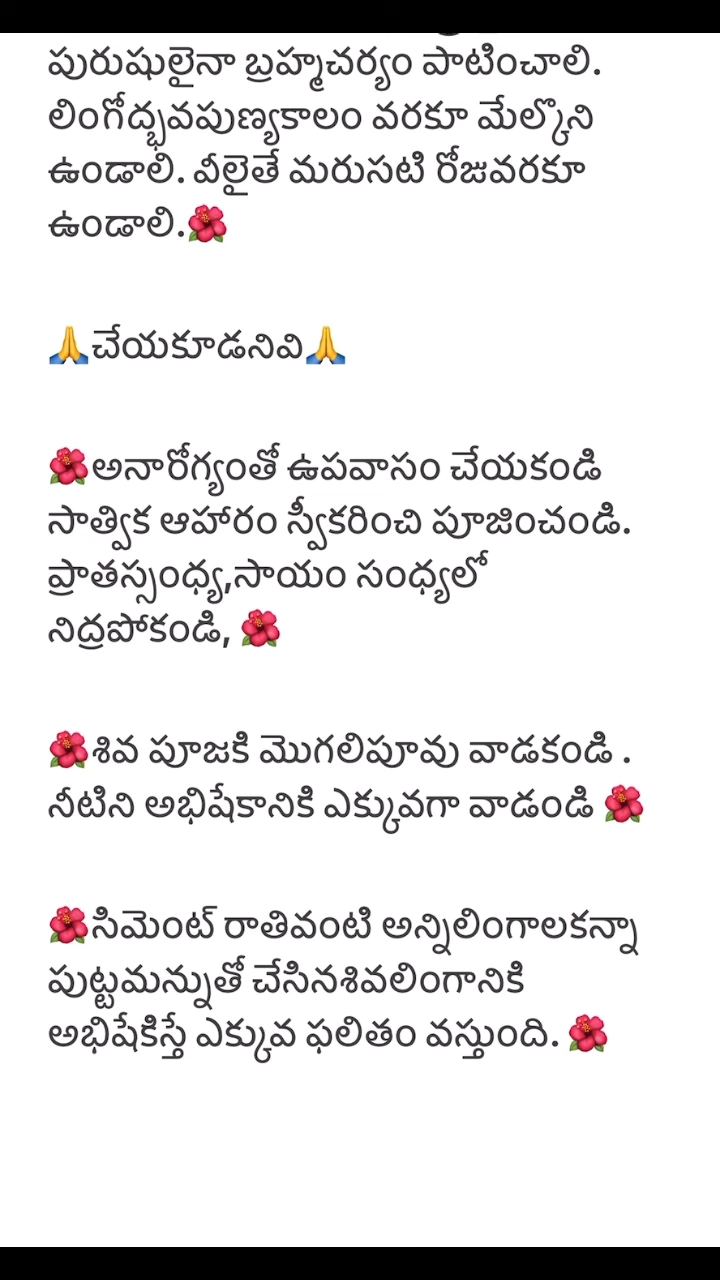 పురుషులైనా బ్రహ్మచర్యం పాటించాలి.
లింగోద్భవపుణ్యకాలం వరకూ మేల్కొని
ఉండాలి. వీలైతే మరుసటి రోజువరకూ
ఉండాలి.🌺
🙏చేయకూడనివి🙏
🌺అనారోగ్యంతో ఉపవాసం చేయకండి
సాత్విక ఆహారం స్వీకరించి పూజించండి.
ప్రాతస్సంధ్య,సాయం సంధ్యలో
నిద్రపోకండి, 🌺
🌺శివ పూజకి మొగలిపూవు వాడకండి .
నీటిని అభిషేకానికి ఎక్కువగా వాడండి 🌺
🌺సిమెంట్ రాతివంటి అన్నిలింగాలకన్నా
పుట్టమన్నుతో చేసినశివలింగానికి
అభిషేకిస్తే ఎక్కువ ఫలితం వస్తుంది. 🌺